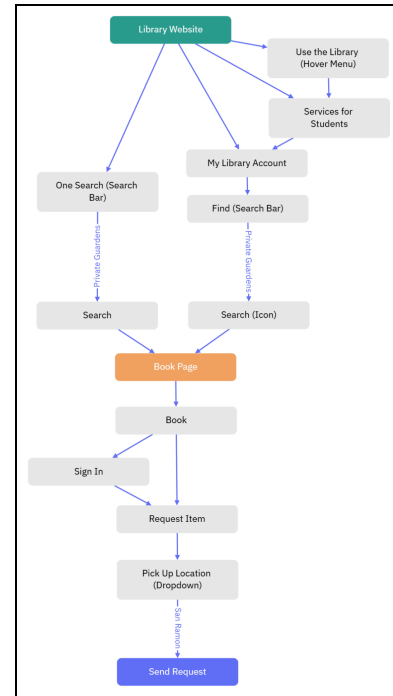 Library Website
Use the Library
(Hover Menu)
Services for
Students
My Library Account
One Search (Search
Bar)
Find (Search Bar)
Private Guardens
Private Guardens
Search
Search (Icon)
Book Page
Book
Sign In
Request Item
Pick Up Location
(Dropdown)
San Ramon
Send Request